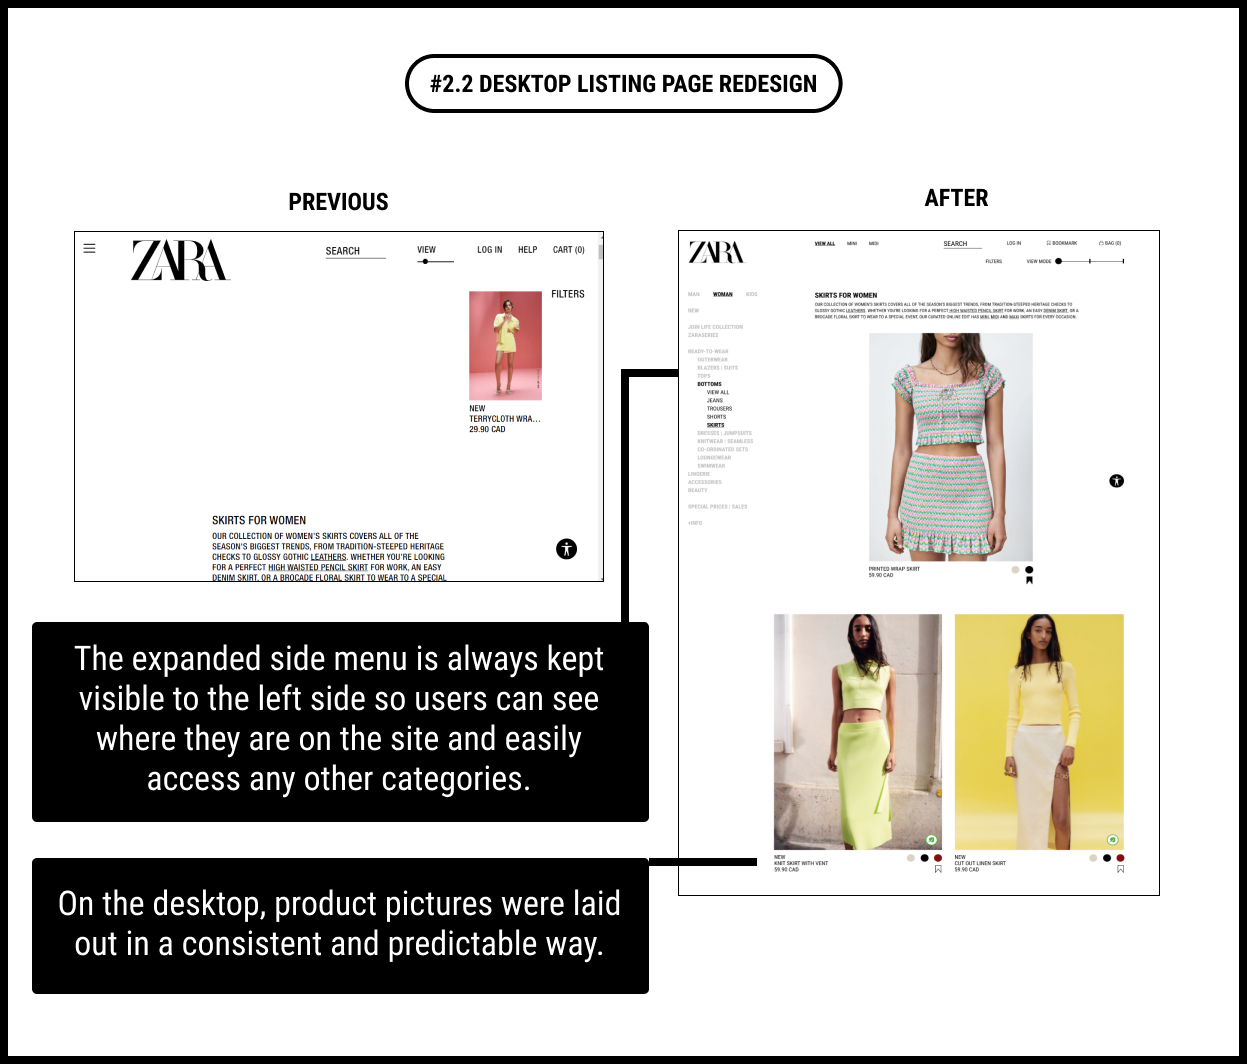 #2.2 DESKTOP LISTING PAGE REDESIGN
PREVIOUS
ZARA
SEARCH
VIEW
LOG IN
HELP
CART (0)
FILTERS
NEW
TERRYCLOTH WRA...
29.90 CAD
SKIRTS FOR WOMEN
OUR COLLECTION OF WOMEN'S SKIRTS COVERS ALL OF THE
SEASON'S BIGGEST TRENDS, FROM TRADITION-STEEPED HERITAGE
CHECKS TO GLOSSY GOTHIC LEATHERS. WHETHER YOU'RE LOOKING
FOR A PERFECT HIGH WAISTED PENCIL SKIRT FOR WORK, AN EASY
DENIM SKIRT, OR A BROCADE FLORAL SKIRT TO WEAR TO A SPECIAL
The expanded side menu is always kept
visible to the left side so users can see
where they are on the site and easily
access any other categories.
On the desktop, product pictures were laid
out in a consistent and predictable way.
AFTER
ZARA
VIEW ALL
MINI
MIDI
SEARCH
LOG IN
BOOKMARK
BAG (0)
FILTERS
VIEW MODE
MAN
WOMAN
KIDS
NEW
JOIN LIFE COLLECTION
ZARASERIES
READY-TO-WEAR
OUTERWEAR
BLAZERS | SUITS
TOPS
BOTTOMS
VIEW ALL
JEANS
TROUSERS
SHORTS
SKIRTS
DRESSES | JUMPSUITS
KNITWEAR | SEAMLESS
CO-ORDINATED SETS
LOUNGEWEAR
SWIMWEAR
LINGERIE
ACCESSORIES
BEAUTY
SPECIAL PRICES | SALES
+INFO
SKIRTS FOR WOMEN
OUR COLLECTION OF WOMEN'S SKIRTS COVERS ALL OF THE SEASON'S BIGGEST TRENDS, FROM TRADITION-STEEPED HERITAGE CHECKS TO
GLOSSY GOTHIC LEATHERS. WHETHER YOU'RE LOOKING FOR A PERFECT HIGH WAISTED PENCIL SKIRT FOR WORK, AN EASY DENIM SKIRT, OR A
BROCADE FLORAL SKIRT TO WEAR TO A SPECIAL EVENT, OUR CURATED ONLINE EDIT HAS MINI, MIDI AND MAXI SKIRTS FOR EVERY OCCASION.
PRINTED WRAP SKIRT
59.90 CAD
NEW
KNIT SKIRT WITH VENT
59.90 CAD
NEW
CUT OUT LINEN SKIRT
59.90 CAD